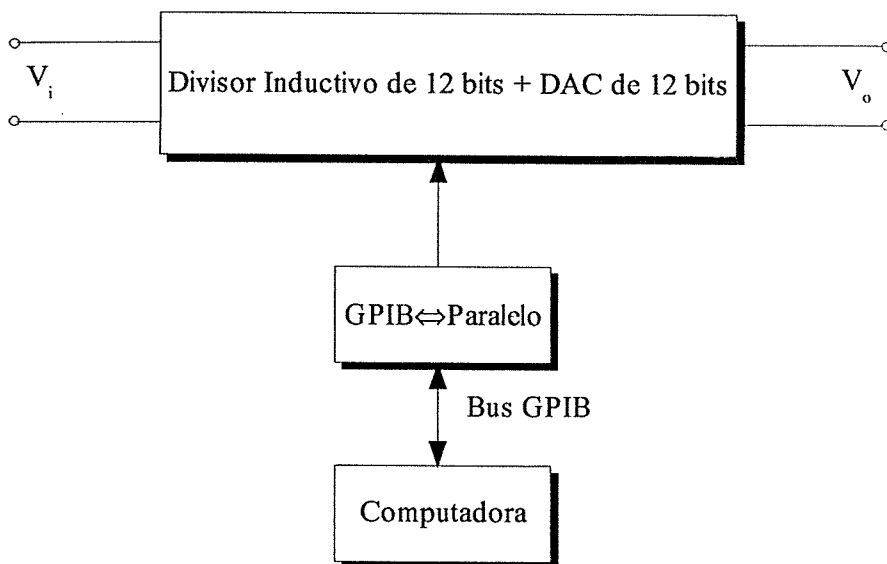 V_i
Divisor Inductivo de 12 bits + DAC de 12 bits
V_o
GPIB⇔Paralelo
Bus GPIB
Computadora